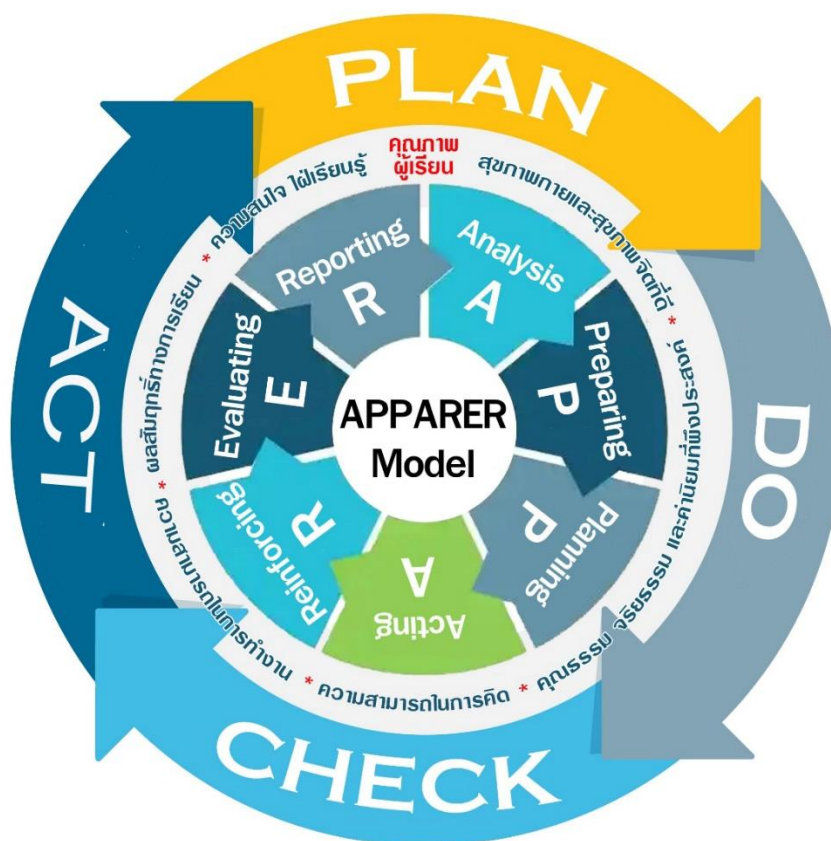 PLAN
DO
CHECK
ACT
คุณภาพ
ผู้เรียน
สุขภาพกายและสุขภาพจิตที่ดี *
คุณธรรม จริยธรรม และค่านิยมที่พึงประสงค์
* ความสามารถในการคิด *
ความสามารถในการทำงาน
* ผลสัมฤทธิ์ทางการเรียน *
ความสนใจ ใฝ่เรียนรู้
Analysis
A
Preparing
P
Planning
P
Acting
A
Reinforcing
R
Evaluating
E
Reporting
R
APPARER
Model